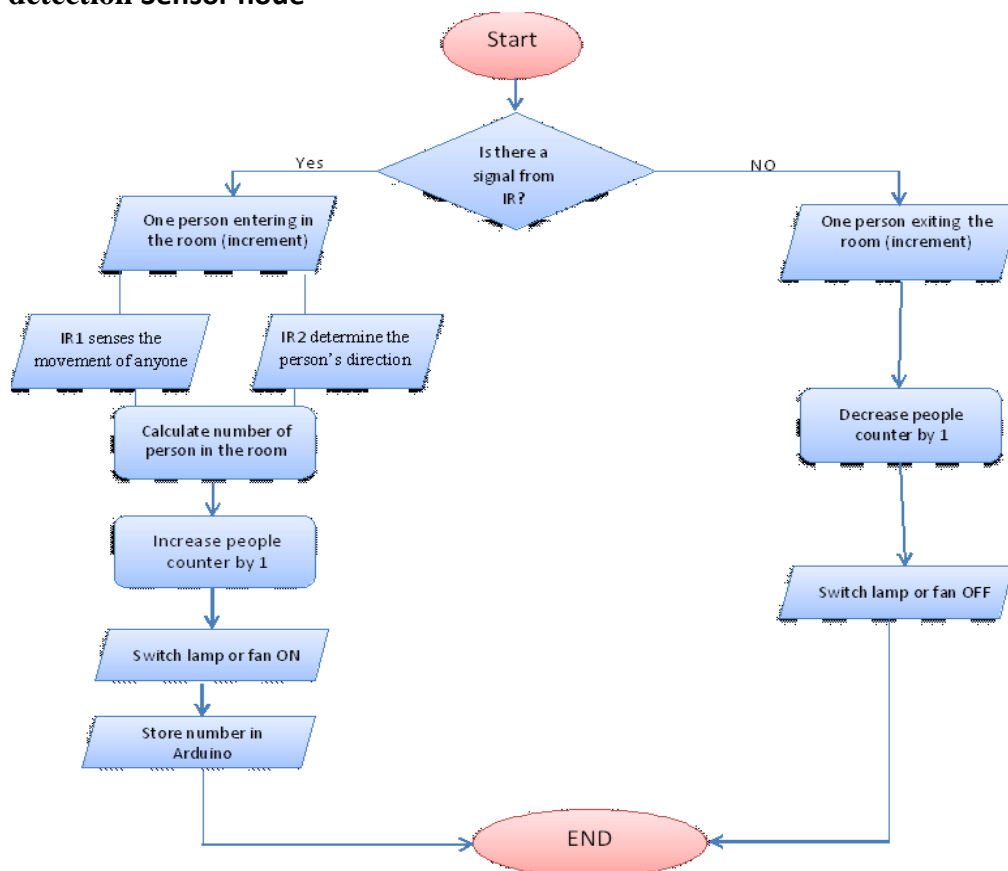 detection Sensor node
Start
Is there a
signal from
IR?
Yes
NO
One person entering in
the room (increment)
One person exiting the
room (increment)
IR1 senses the
movement of anyone
IR2 determine the
person's direction
Calculate number of
person in the room
Decrease people
counter by 1
Increase people
counter by 1
Switch lamp or fan OFF
Switch lamp or fan ON
Store number in
Arduino
END